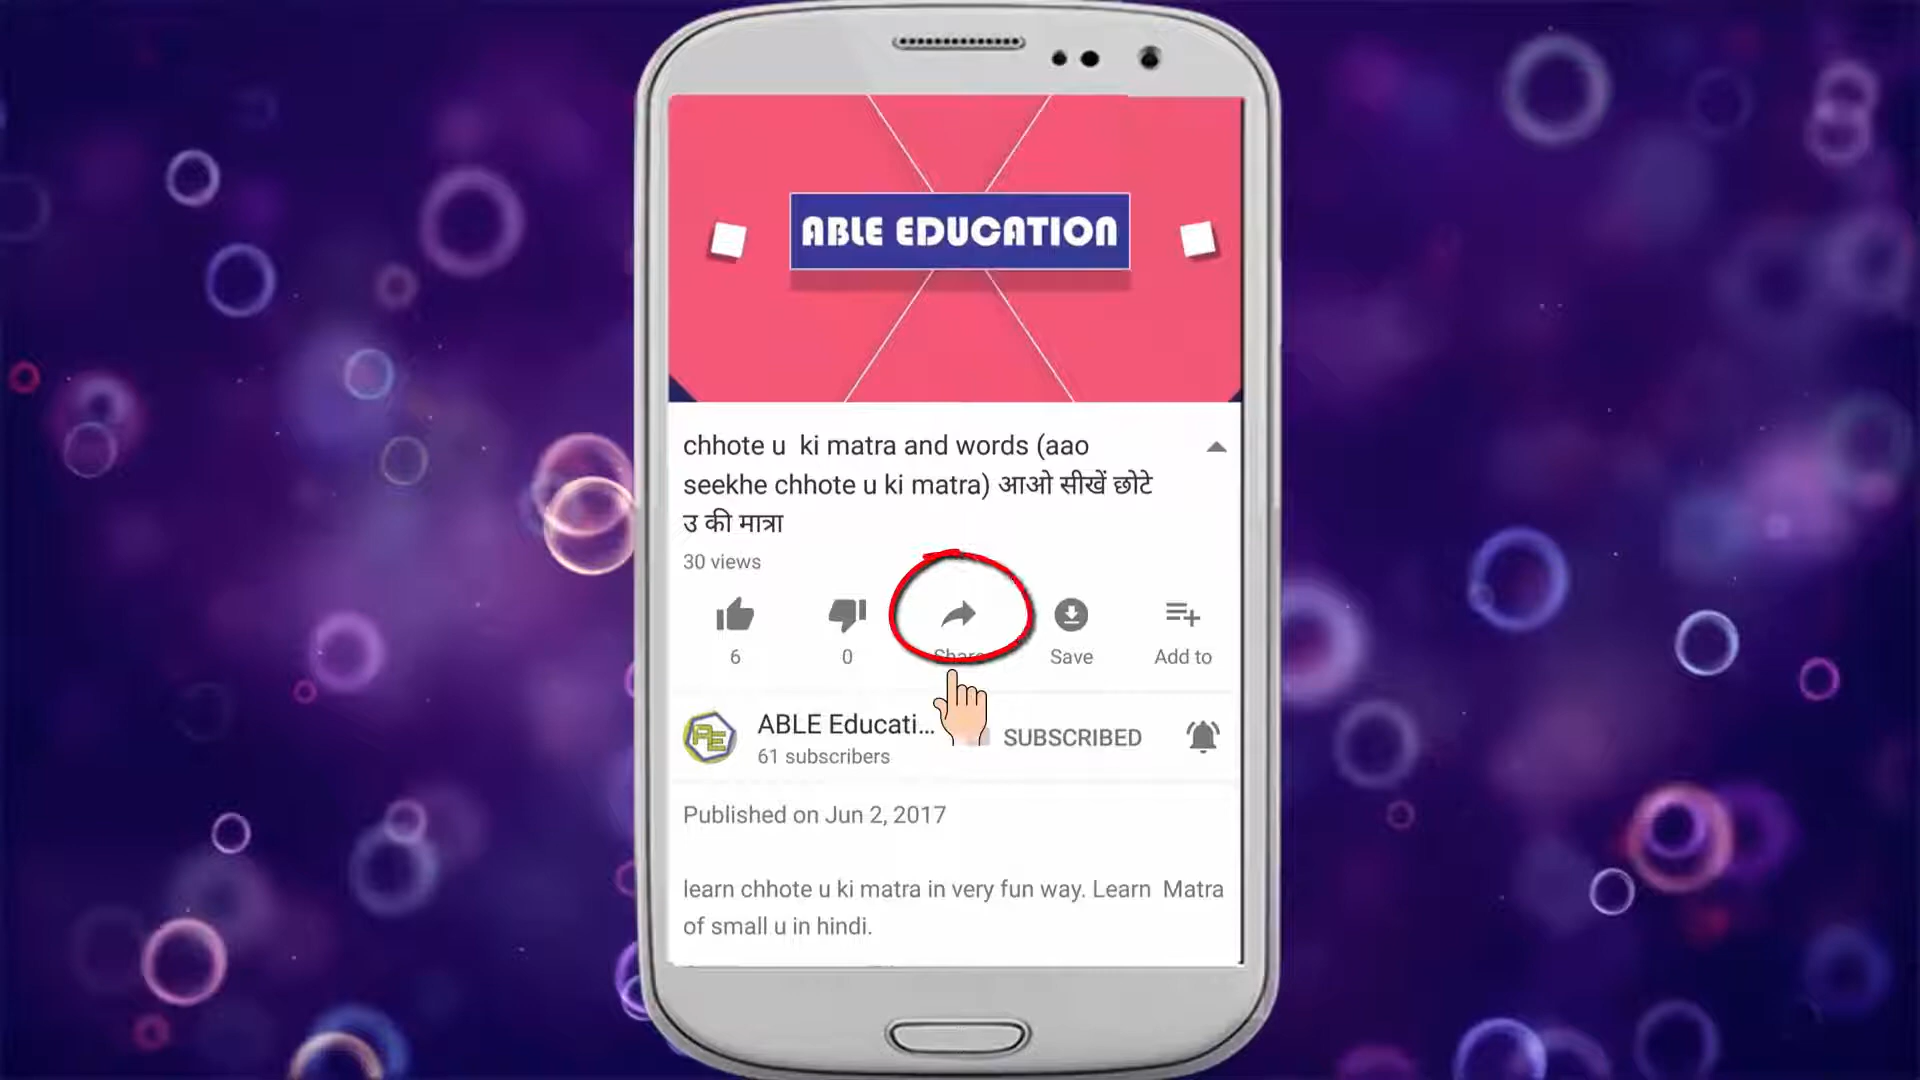 ABLE EDUCATION
chhote u ki matra and words (aao
seekhe chhote u ki matra) आओ सीखें छोटे
उ की मात्रा
30 views
6 0 Share Save Add to
ABLE Educati...
SUBSCRIBED
61 subscribers
Published on Jun 2, 2017
learn chhote u ki matra in very fun way. Learn Matra
of small u in hindi.